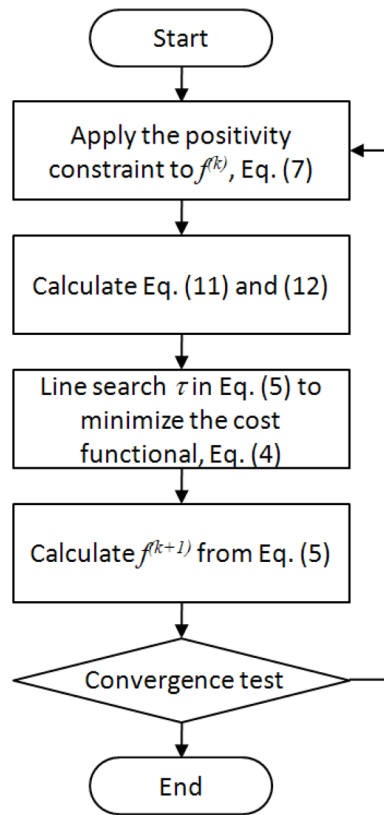 Start
Apply the positivity
constraint to f^(k), Eq. (7)
Calculate Eq. (11) and (12)
Line search τ in Eq. (5) to
minimize the cost
functional, Eq. (4)
Calculate f^(k+1) from Eq. (5)
Convergence test
End